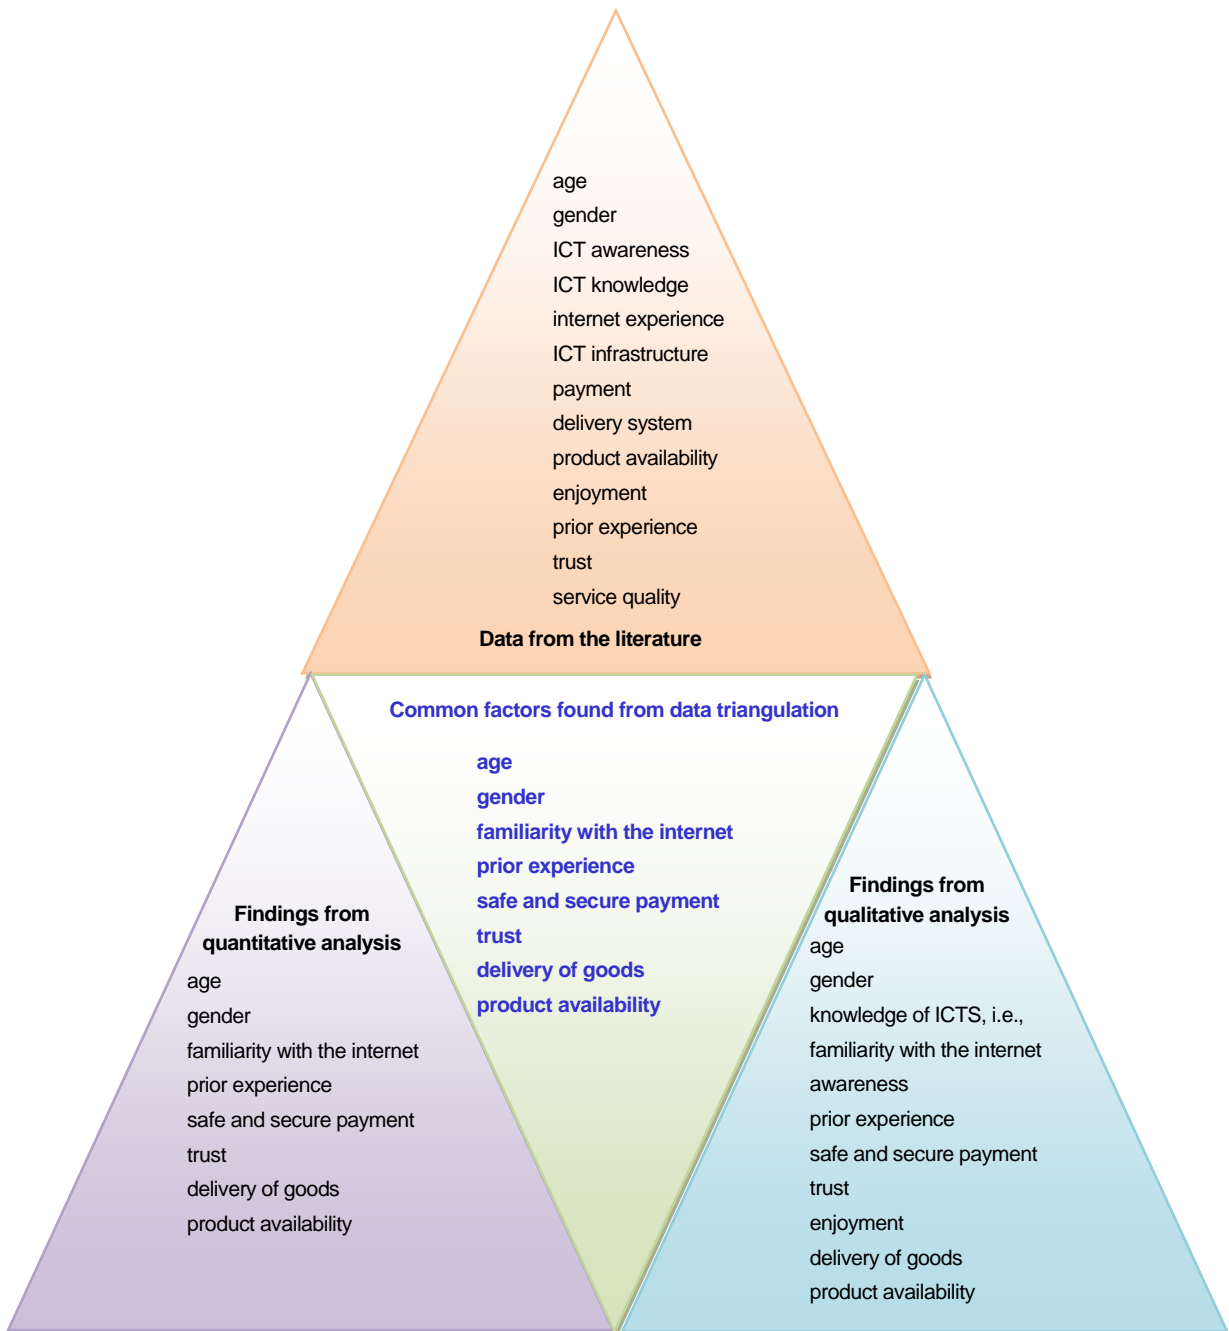 age
gender
ICT awareness
ICT knowledge
internet experience
ICT infrastructure
payment
delivery system
product availability
enjoyment
prior experience
trust
service quality
Data from the literature
Common factors found from data triangulation
age
gender
familiarity with the internet
prior experience
safe and secure payment
trust
delivery of goods
product availability
Findings from
quantitative analysis
age
gender
familiarity with the internet
prior experience
safe and secure payment
trust
delivery of goods
product availability
Findings from
qualitative analysis
age
gender
knowledge of ICTS, i.e.,
familiarity with the internet
awareness
prior experience
safe and secure payment
trust
enjoyment
delivery of goods
product availability